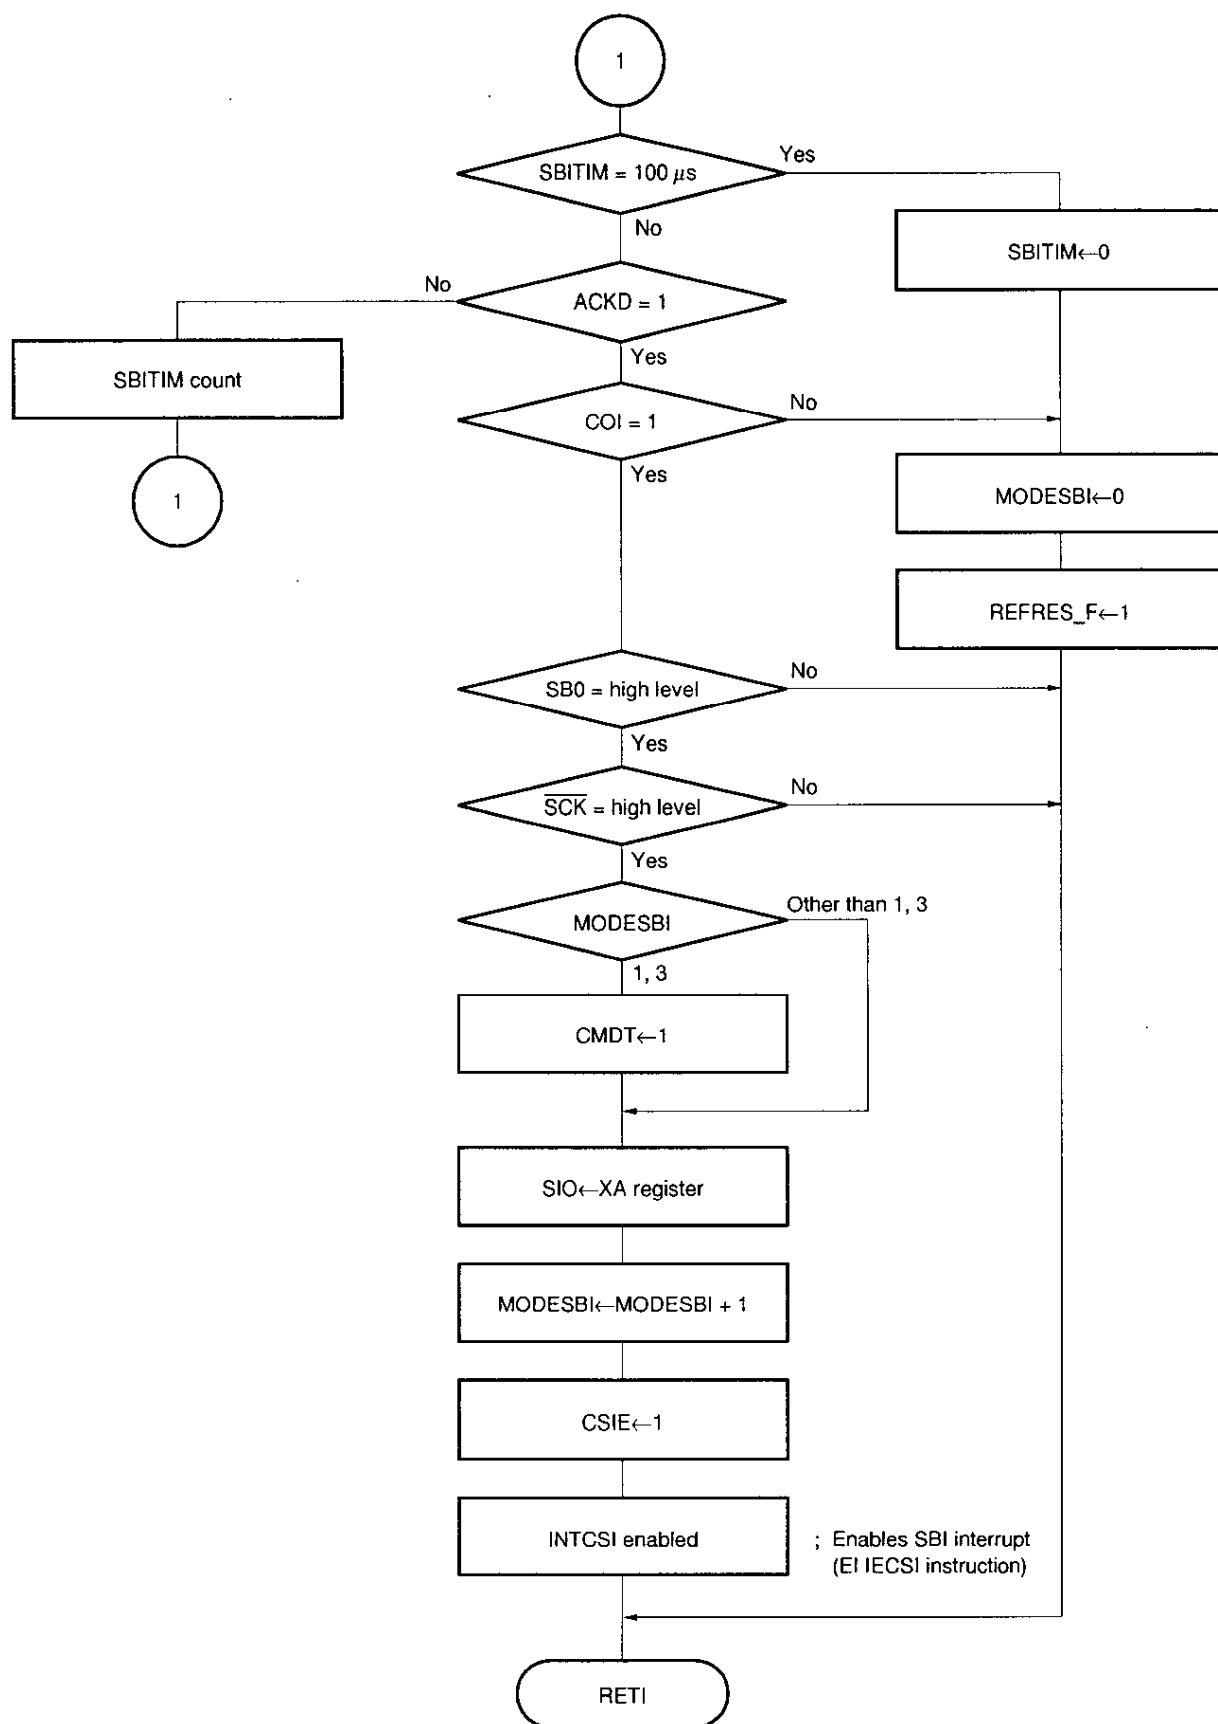 1
SBITIM = 100 µs
Yes
No
SBITIM←0
No
ACKD = 1
Yes
SBITIM count
COI = 1
No
Yes
1
MODESBI←0
REFRES_F←1
SB0 = high level
No
Yes
S̅C̅K̅ = high level
No
Yes
MODESBI
Other than 1, 3
1, 3
CMDT←1
SIO←XA register
MODESBI←MODESBI + 1
CSIE←1
INTCSI enabled
; Enables SBI interrupt
(EI IECSI instruction)
RETI